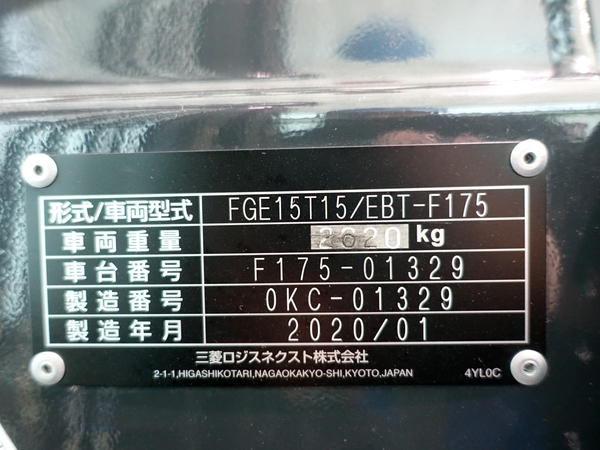 形式/車両型式 FGE15T15/EBT-F175
車両重量 2620 kg
車台番号 F175-01329
製造番号 0KC-01329
製造年月 2020/01
三菱ロジスネクスト株式会社
2-1-1,HIGASHIKOTARI,NAGAOKAKYO-SHI,KYOTO,JAPAN 4YL0C